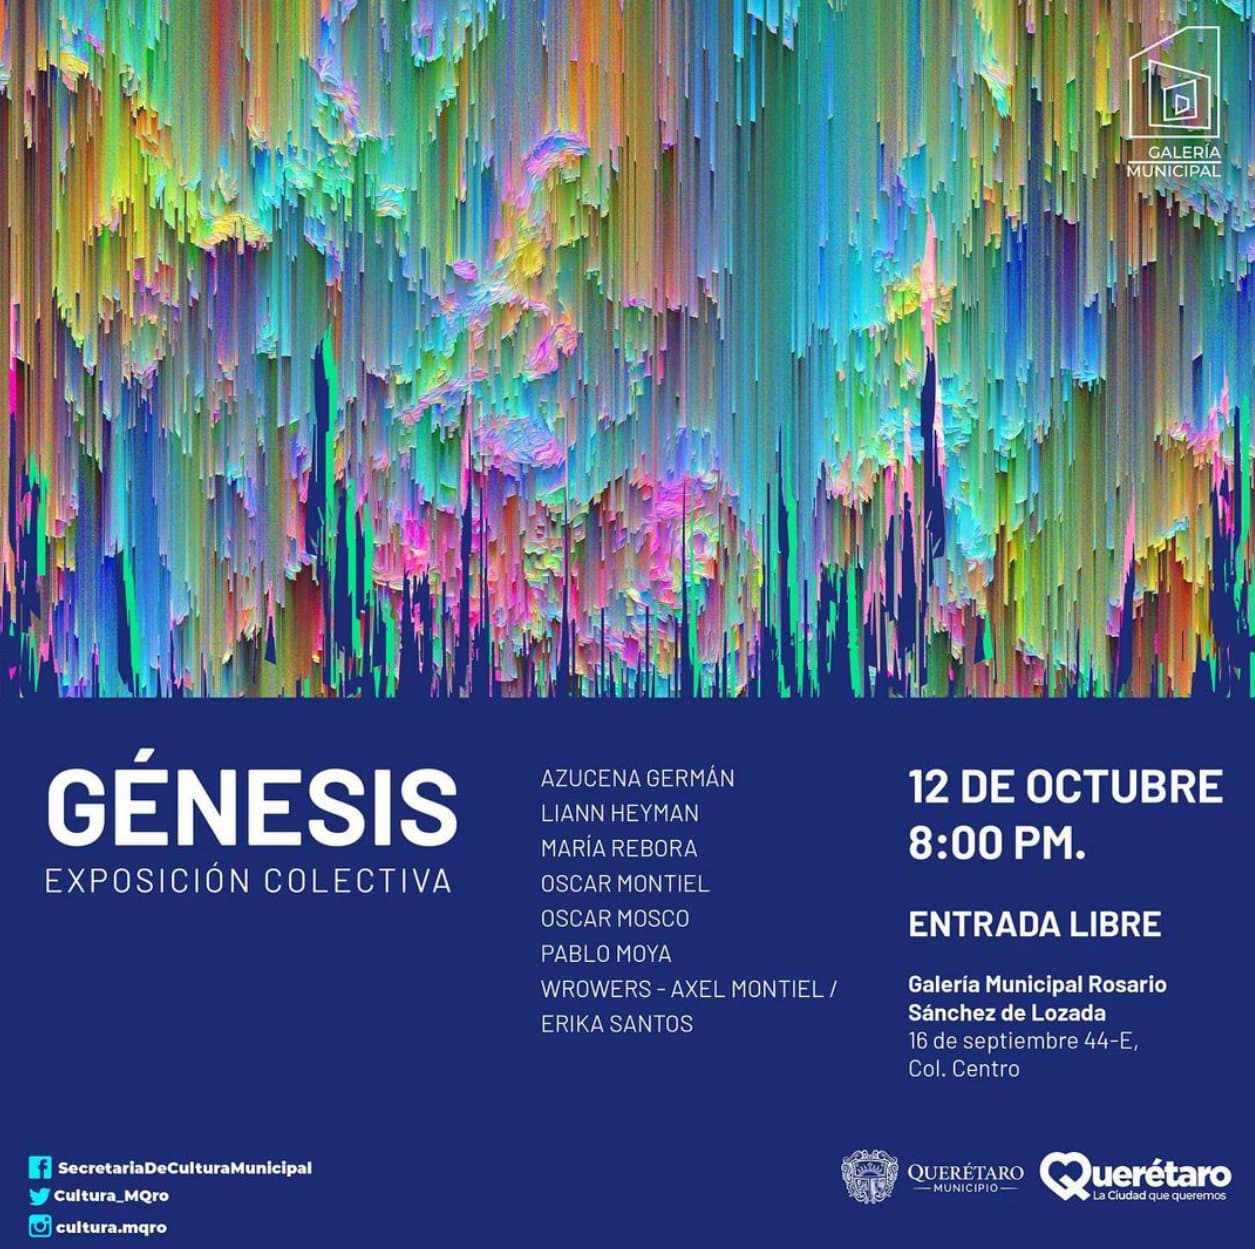 GALERÍA
MUNICIPAL
GÉNESIS
EXPOSICIÓN COLECTIVA
AZUCENA GERMÁN
LIANN HEYMAN
MARÍA REBORA
OSCAR MONTIEL
OSCAR MOSCO
PABLO MOYA
WROWERS - AXEL MONTIEL /
ERIKA SANTOS
12 DE OCTUBRE
8:00 PM.
ENTRADA LIBRE
Galería Municipal Rosario
Sánchez de Lozada
16 de septiembre 44-E,
Col. Centro
SecretariaDeCulturaMunicipal
Cultura_MQro
cultura.mqro
QUERÉTARO
MUNICIPIO
Querétaro
La Ciudad que queremos